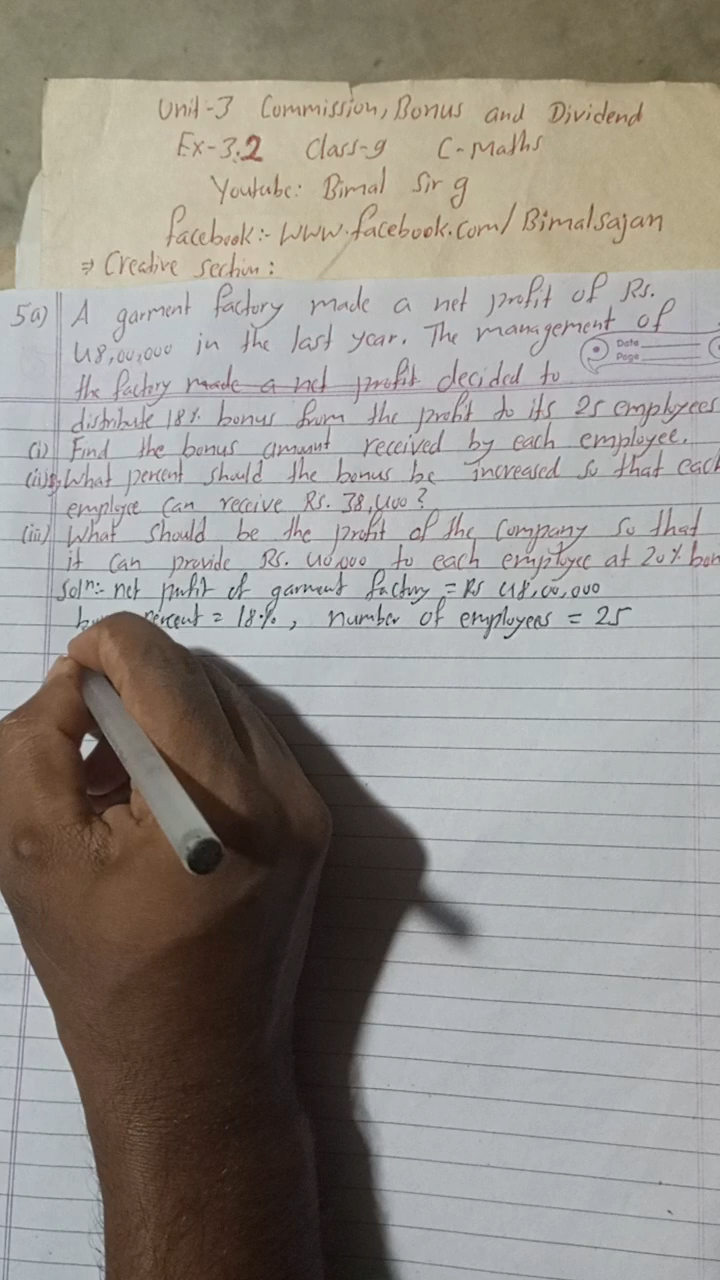 Unit-3 Commission, Bonus and Dividend
Ex-3.2 Class-9 C-Maths
Youtube: Bimal Sir g
facebook:- www.facebook.com/Bimalsajan
⇒ Creative section:
5a) A garment factory made a net profit of Rs.
48,00,000 in the last year. The management of
Date
Page
the factory made a net profit decided to
distribute 18% bonus from the profit to its 25 employees
(i) Find the bonus amount received by each employee.
(ii) What percent should the bonus be increased so that each
employee can receive Rs. 38,400?
(iii) What should be the profit of the company so that
it can provide Rs. 40,000 to each employee at 20% bon
Solⁿ:- net profit of garment factory = Rs 48,00,000
percent = 18%, number of employees = 25